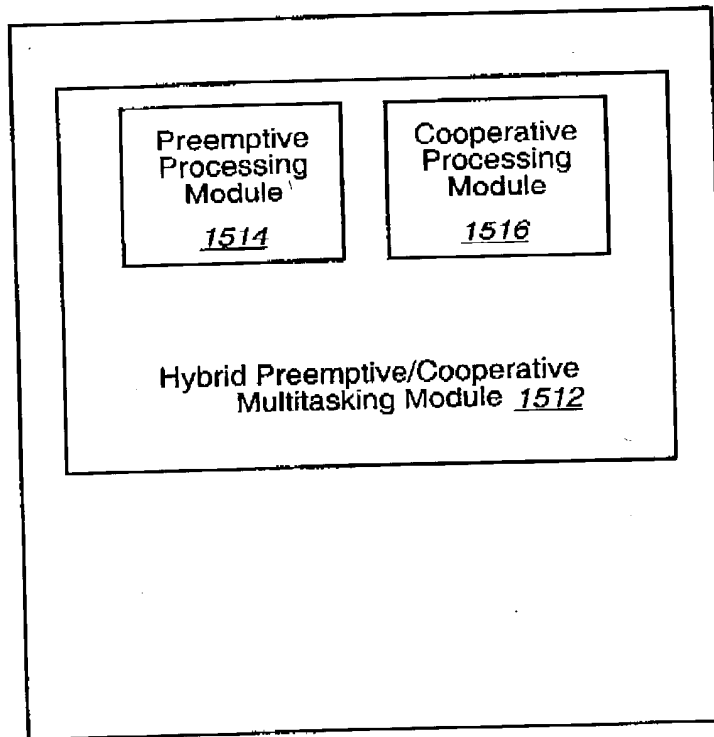 Preemptive
Processing
Module
1514
Cooperative
Processing
Module
1516
Hybrid Preemptive/Cooperative
Multitasking Module 1512